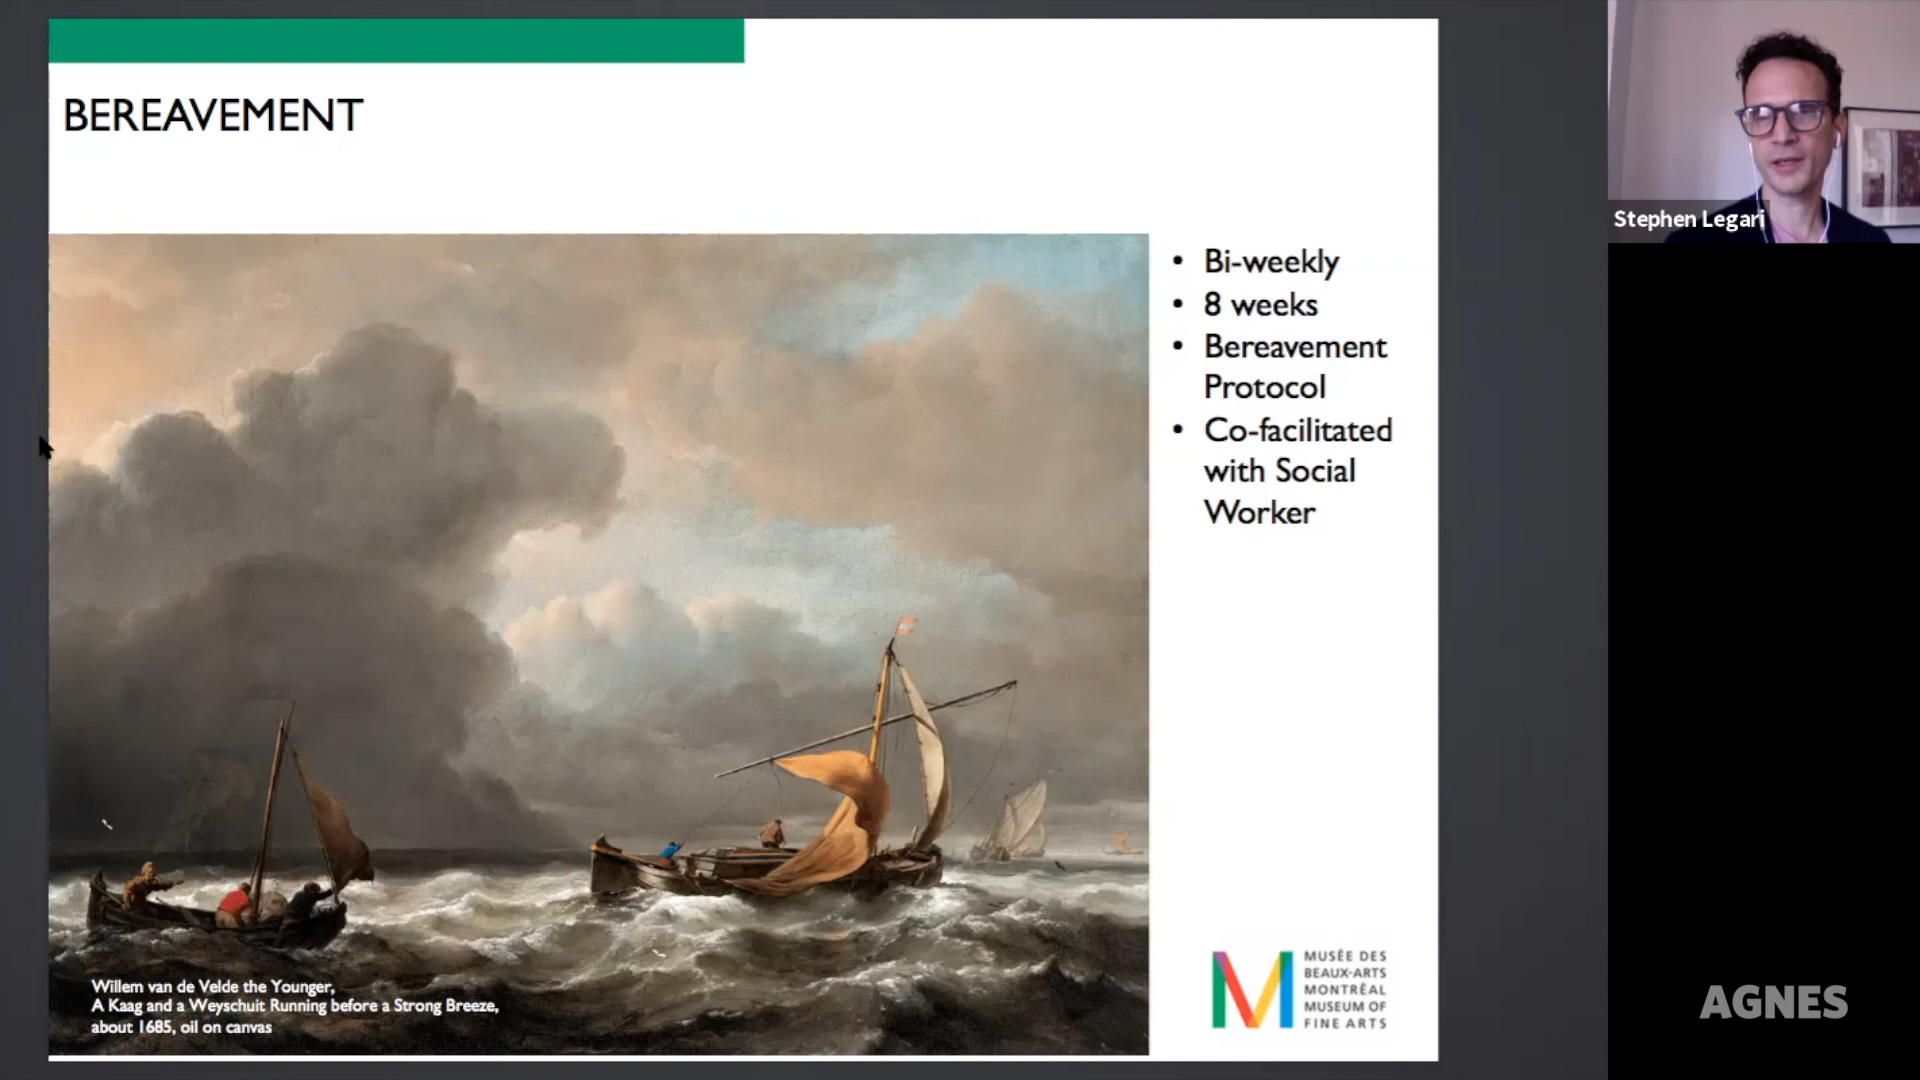 BEREAVEMENT
• Bi-weekly
• 8 weeks
• Bereavement
Protocol
• Co-facilitated
with Social
Worker
Willem van de Velde the Younger,
A Kaag and a Weyschuit Running before a Strong Breeze,
about 1685, oil on canvas
M
MUSÉE DES
BEAUX-ARTS
MONTRÉAL
MUSEUM OF
FINE ARTS
Stephen Legari
AGNES